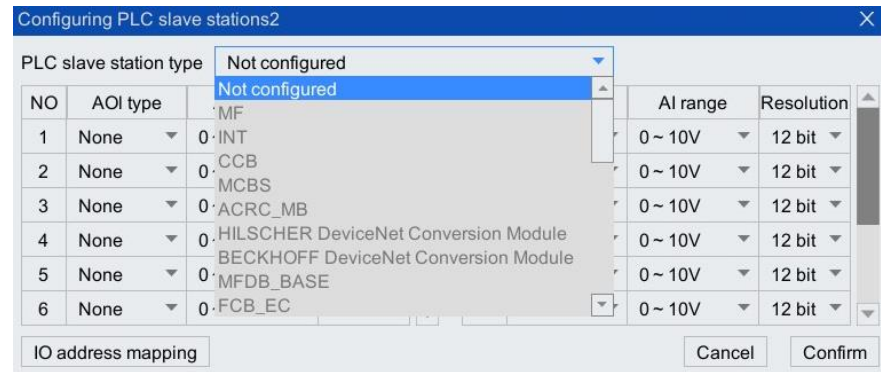 Configuring PLC slave stations2
PLC slave station type Not configured
Not configured
MF
INT
CCB
MCBS
ACRC_MB
HILSCHER DeviceNet Conversion Module
BECKHOFF DeviceNet Conversion Module
MFDB_BASE
FCB_EC
NO AOI type AI range Resolution
1 None 0~ 0~10V 12 bit
2 None 0~10V 12 bit
3 None 0~10V 12 bit
4 None 0~10V 12 bit
5 None 0~10V 12 bit
6 None 0~10V 12 bit
IO address mapping Cancel Confirm